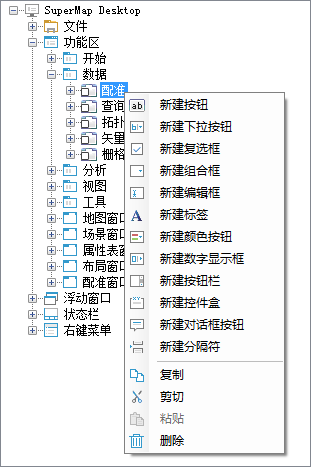 SuperMap Desktop
文件
功能区
开始
数据
配准
查询
拓扑
矢量
栅格
分析
视图
工具
地图窗口
场景窗口
属性表窗
布局窗口
配准窗口
浮动窗口
状态栏
右键菜单
ab 新建按钮
新建下拉按钮
新建复选框
新建组合框
新建编辑框
A 新建标签
新建颜色按钮
新建数字显示框
新建按钮栏
新建控件盒
新建对话框按钮
新建分隔符
复制
剪切
粘贴
删除